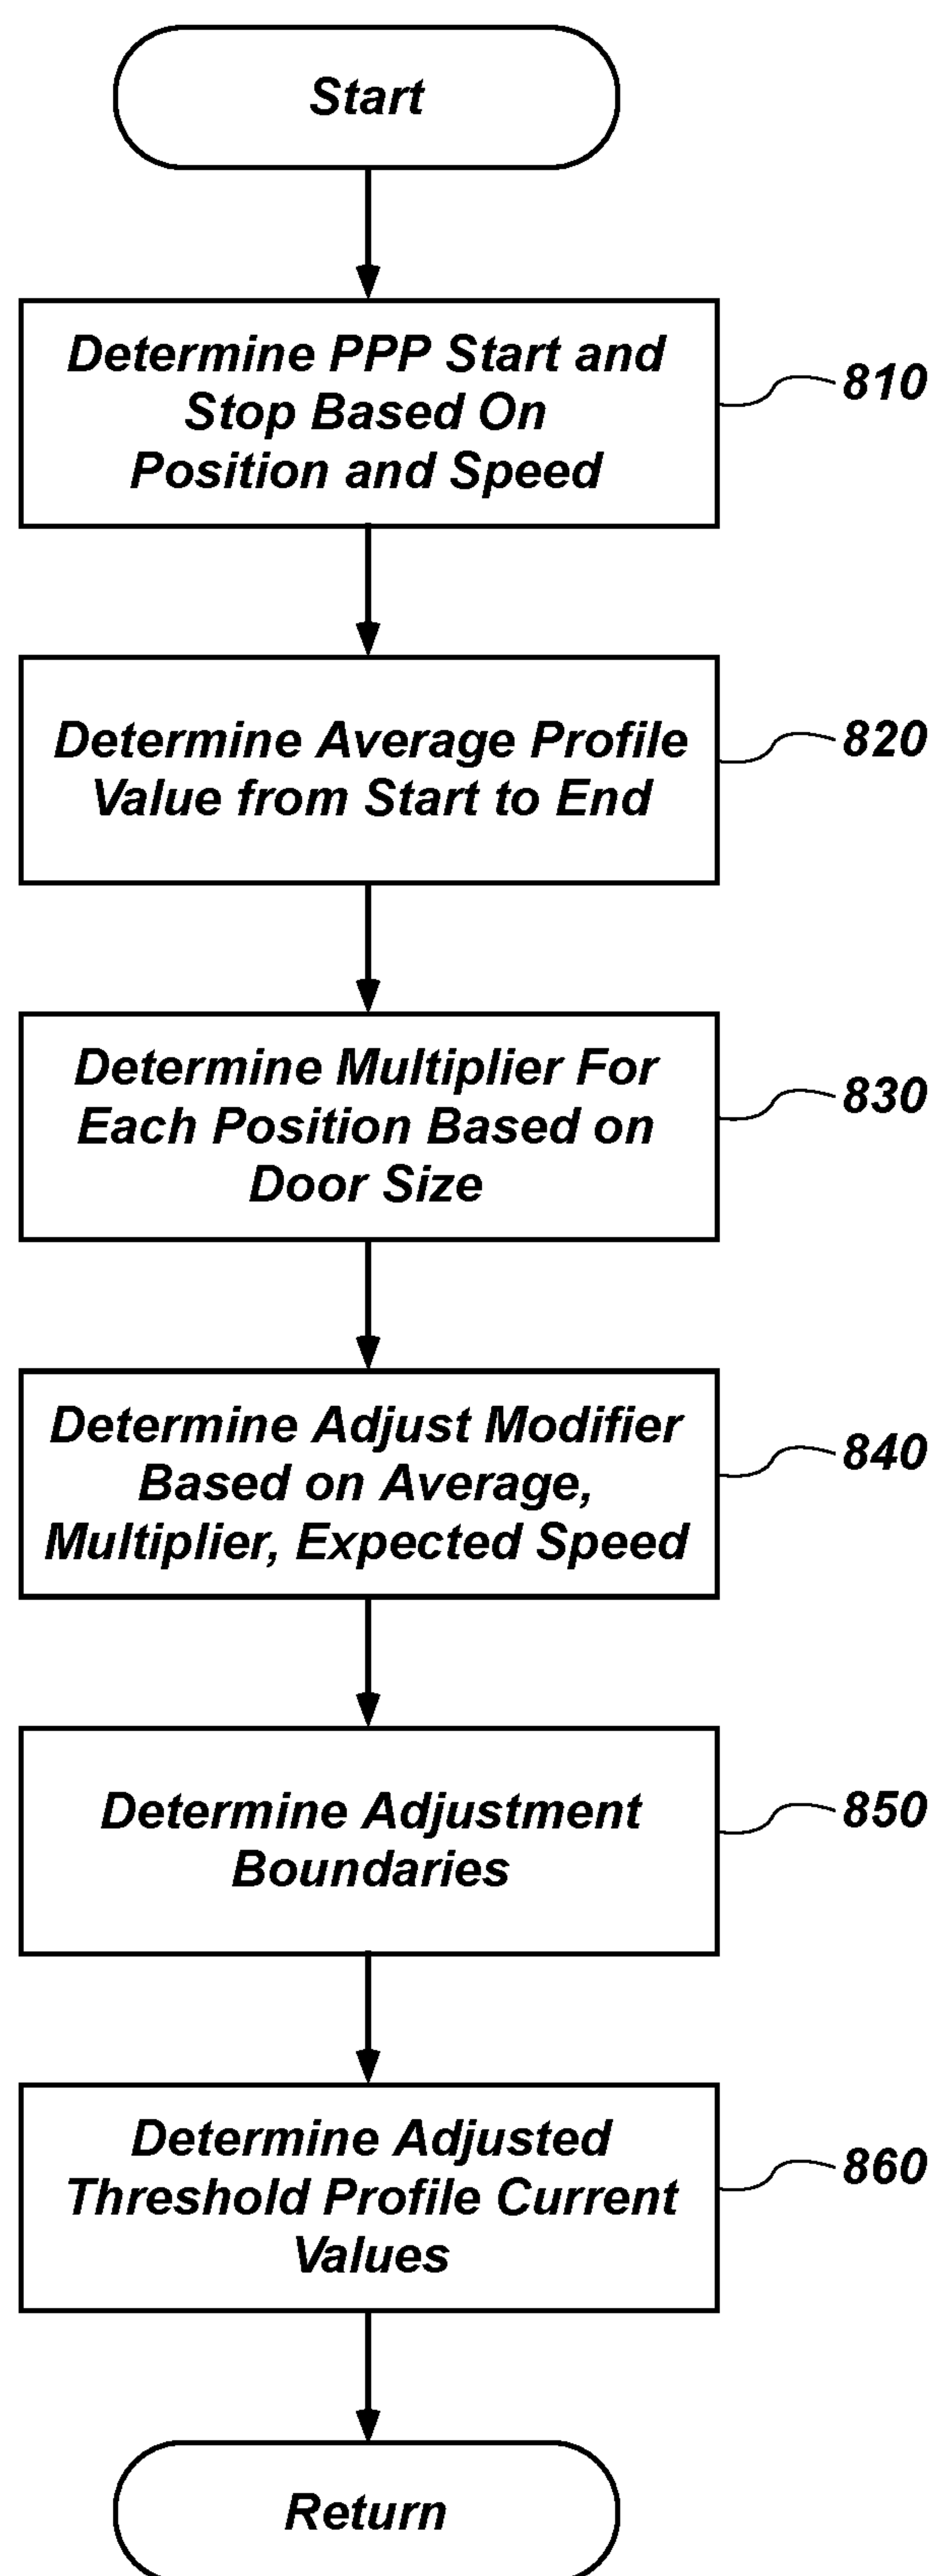 Start
Determine PPP Start and
Stop Based On
Position and Speed
810
Determine Average Profile
Value from Start to End
820
Determine Multiplier For
Each Position Based on
Door Size
830
Determine Adjust Modifier
Based on Average,
Multiplier, Expected Speed
840
Determine Adjustment
Boundaries
850
Determine Adjusted
Threshold Profile Current
Values
860
Return